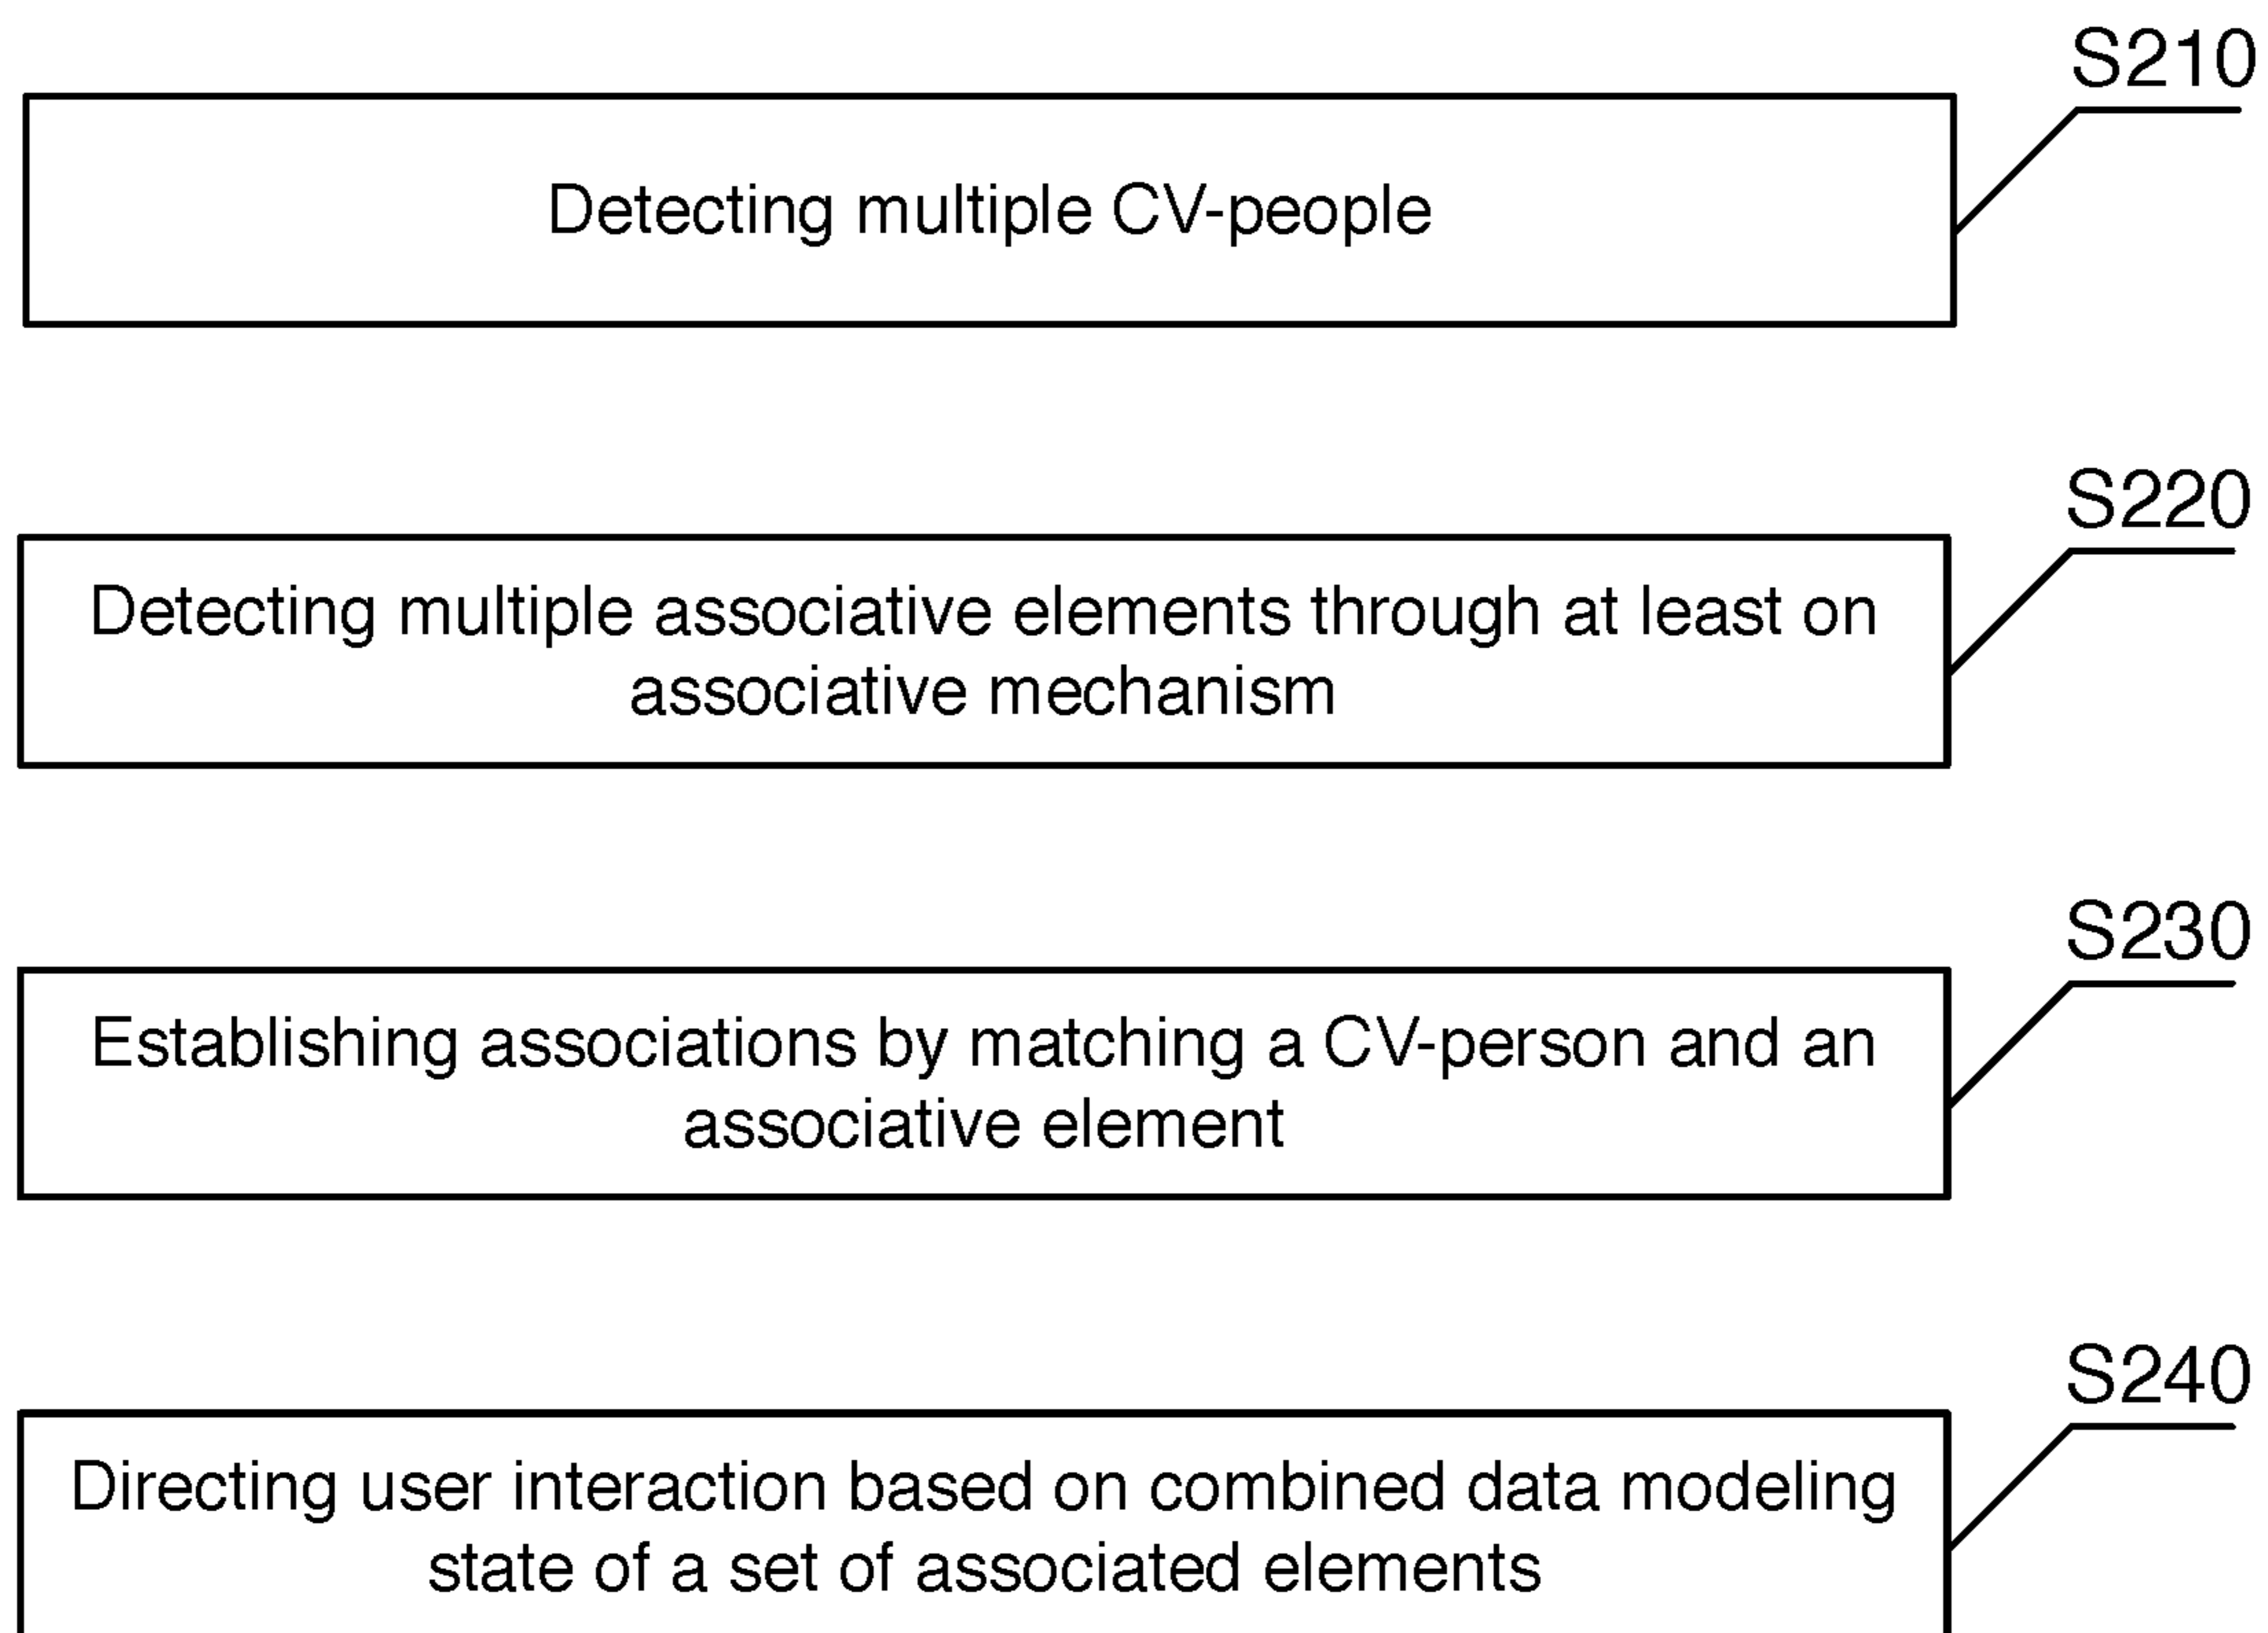 S210
Detecting multiple CV-people
S220
Detecting multiple associative elements through at least on
associative mechanism
S230
Establishing associations by matching a CV-person and an
associative element
S240
Directing user interaction based on combined data modeling
state of a set of associated elements